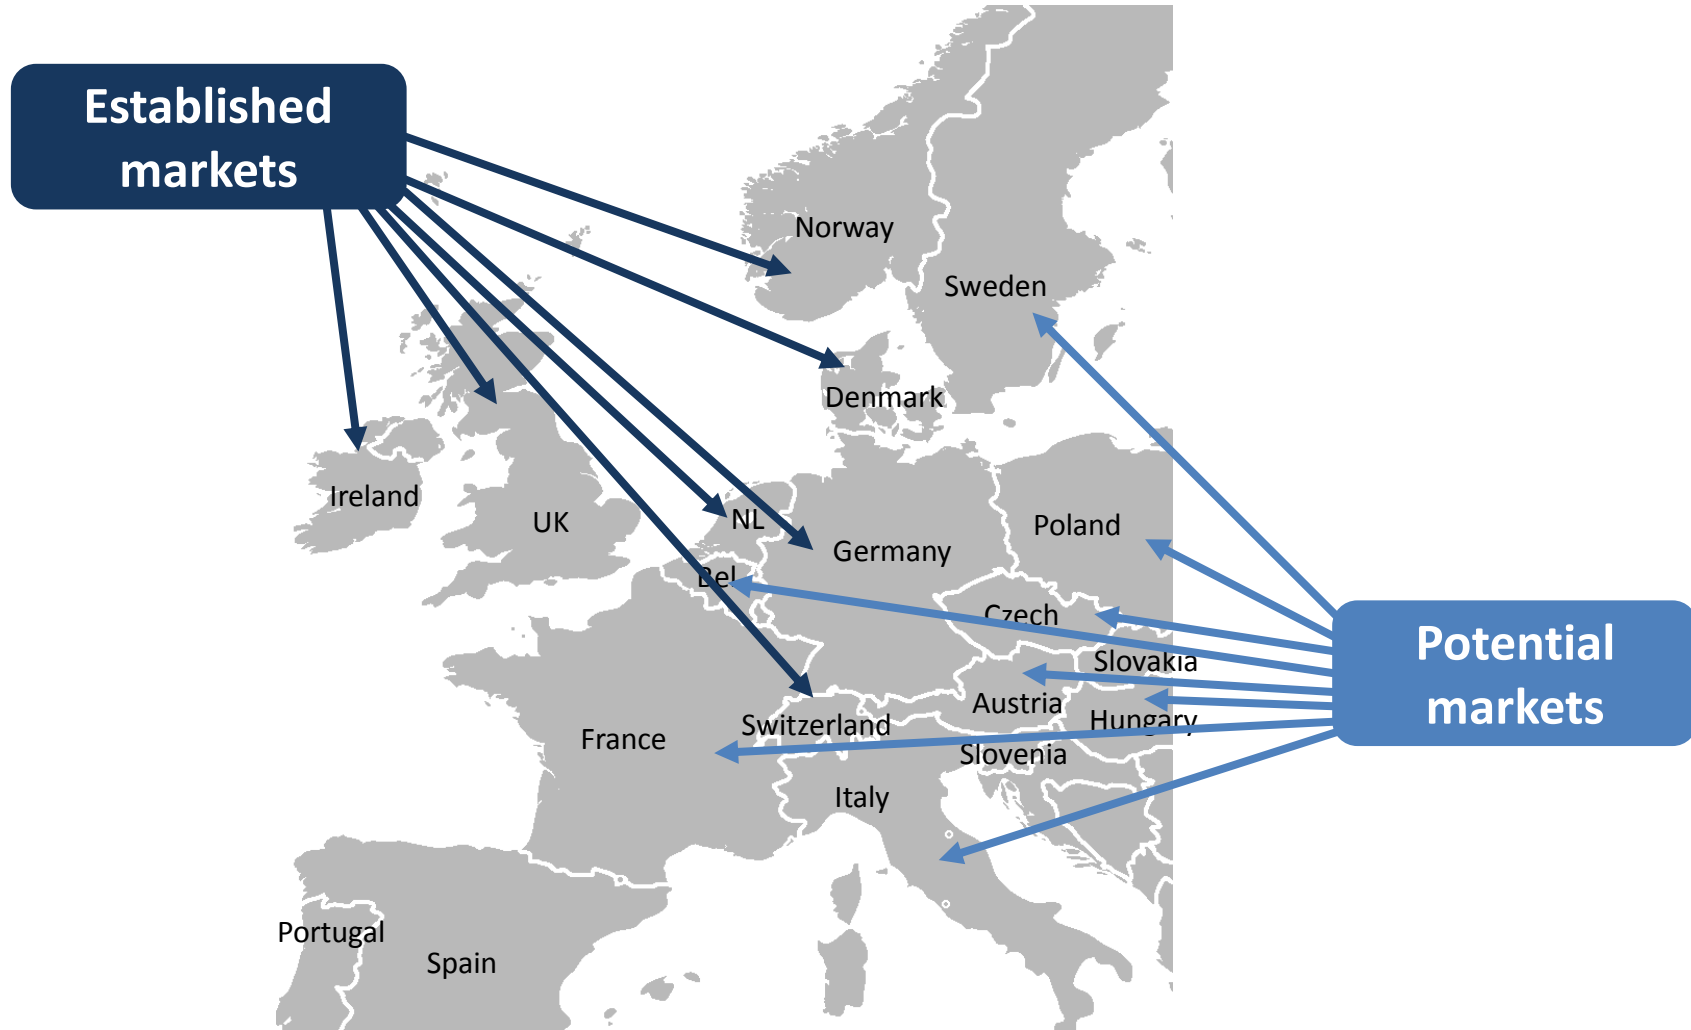 Established
markets
Norway
Sweden
Denmark
Ireland
UK
NL
Germany
Poland
Bel
Czech
Slovakia
Austria
Hungary
Switzerland
France
Slovenia
Italy
Portugal
Spain
Potential
markets